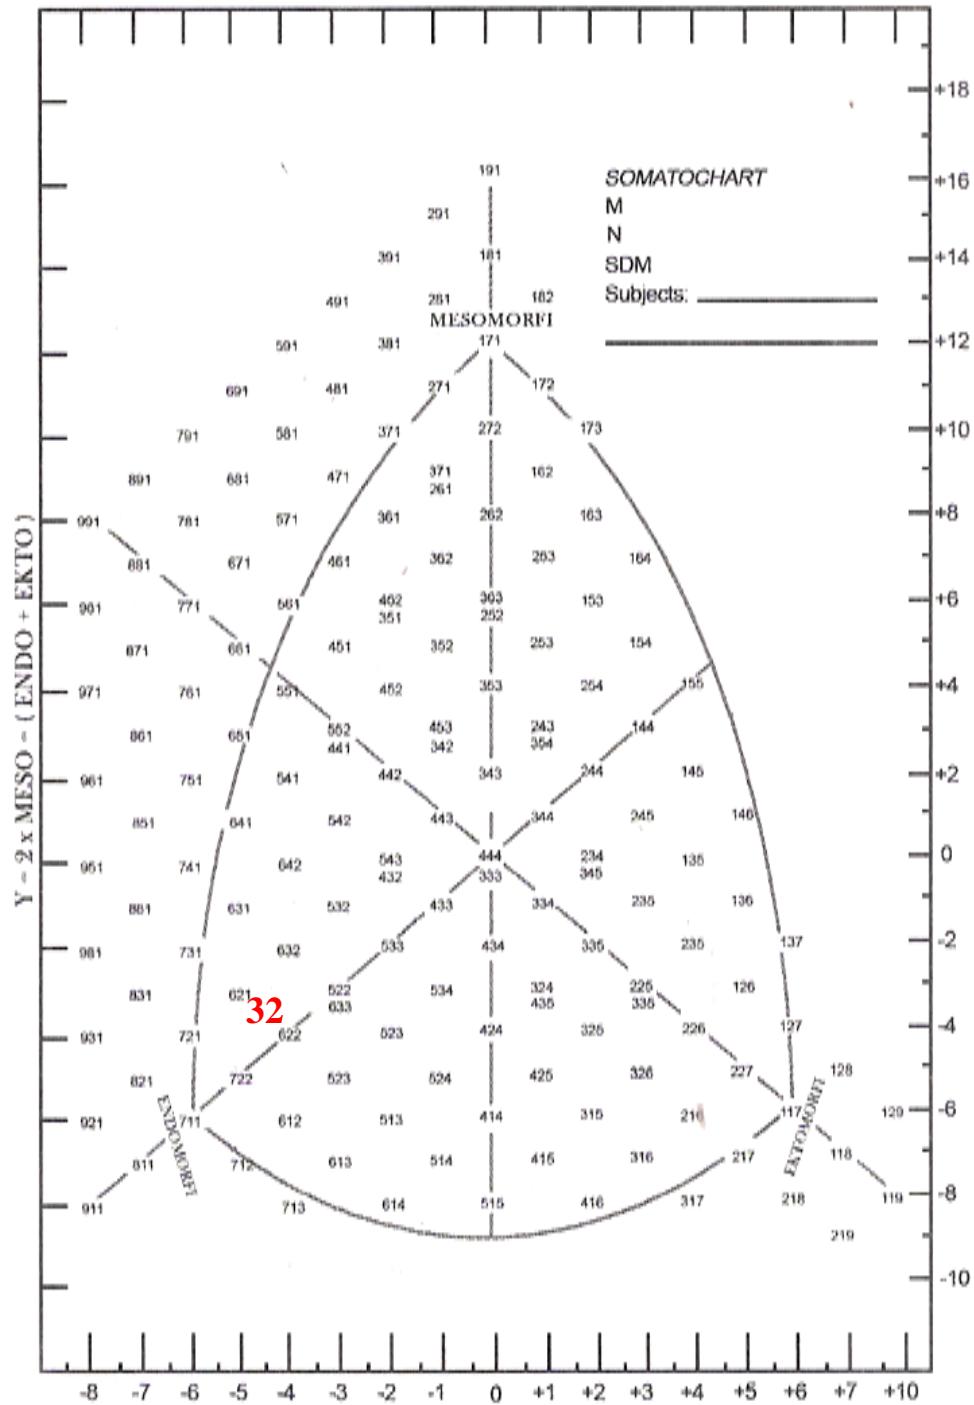 +18
191
SOMATOCHART
+16
M
291
N
391 181 +14
SDM
491 281 182 Subjects:
MESOMORFI
591 381 171 +12
691 481 271 172
791 581 371 272 173 +10
891 681 471 371 162
261
991 781 571 361 262 163 +8
881 671 461 362 263 164
981 771 561 462 363 153 +6
351 252
871 661 451 352 253 154
971 761 551 452 353 254 155 +4
861 651 552 453 243 144
441 342 354
961 751 541 442 343 244 145 +2
851 641 542 443 344 245 146
951 741 642 543 444 234 135 0
432 333 345
881 631 532 433 334 235 136
981 731 632 533 434 335 235 137 -2
831 621 522 534 324 225 126
633 435 335
32
931 721 622 523 424 325 226 127 -4
821 722 523 524 425 326 227 128
921 711 612 513 414 315 216 117 129 -6
ENDOMORFI
EKTOMORFI
811 712 613 514 415 316 217 118
911 713 614 515 416 317 218 119 -8
219
-10
-8 -7 -6 -5 -4 -3 -2 -1 0 +1 +2 +3 +4 +5 +6 +7 +10
Y - 2 x MESO - ( ENDO + EKTO )